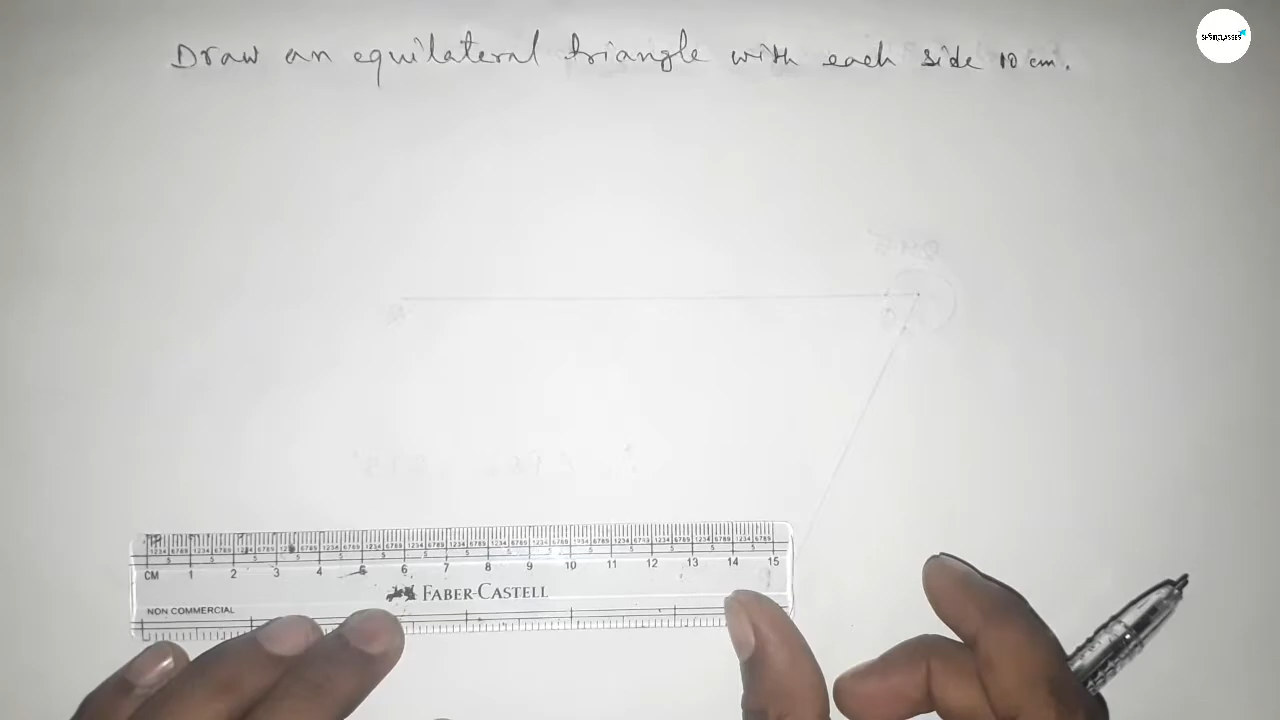 Draw an equilateral triangle with each side 10 cm.
CM 1 2 3 4 5 6 7 8 9 10 11 12 13 14 15
FABER-CASTELL
NON COMMERCIAL